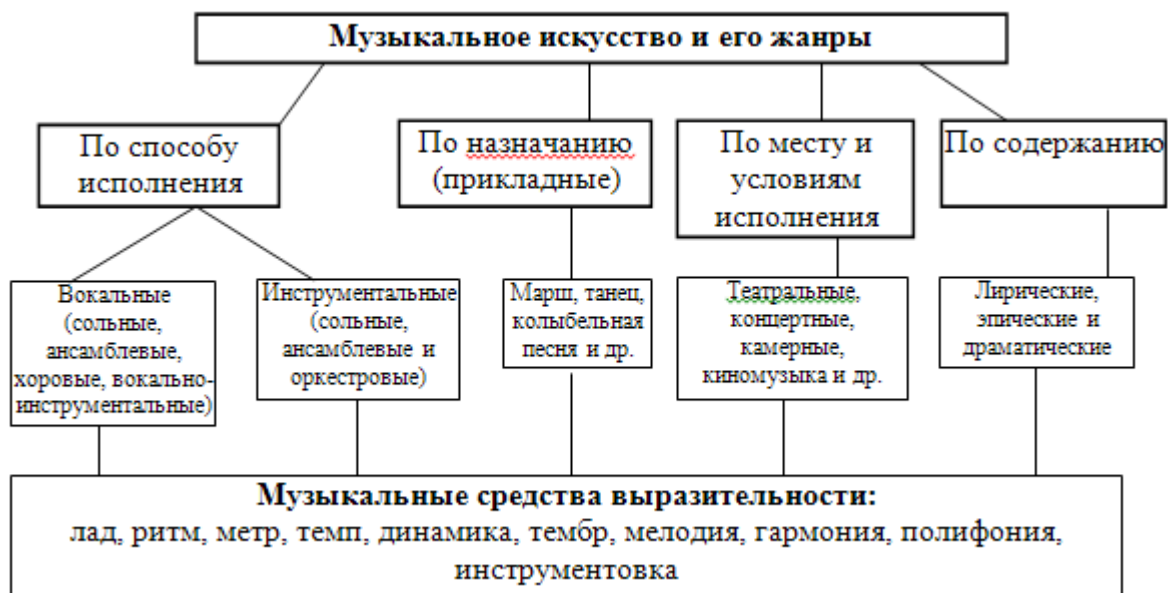 Музыкальное искусство и его жанры
По способу
исполнения
По назначанию
(прикладные)
По месту и
условиям
исполнения
По содержанию
Вокальные
(сольные,
ансамблевые,
хоровые, вокально-
инструментальные)
Инструментальные
(сольные,
ансамблевые и
оркестровые)
Марш, танец,
колыбельная
песня и др.
Театральные,
концертные,
камерные,
киномузыка и др.
Лирические,
эпические и
драматические
Музыкальные средства выразительности:
лад, ритм, метр, темп, динамика, тембр, мелодия, гармония, полифония,
инструментовка